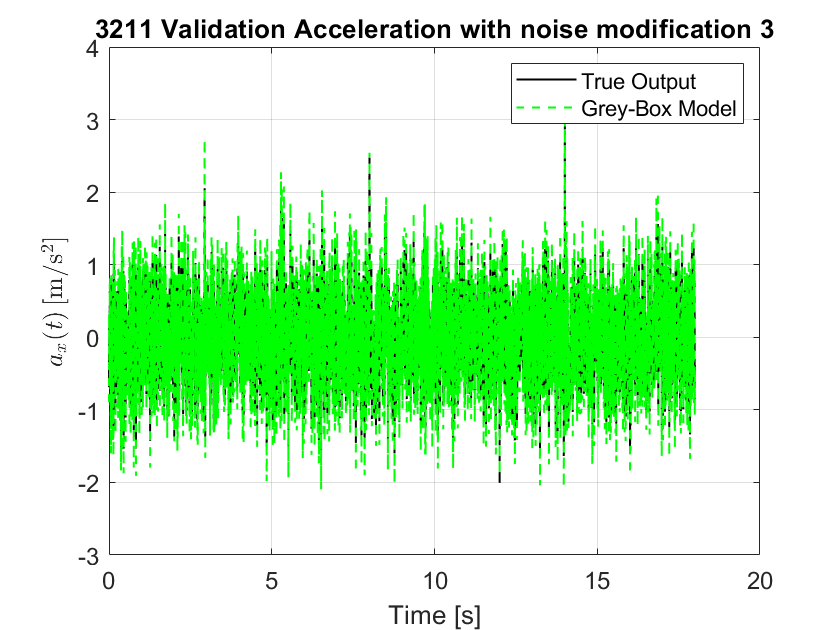 3211 Validation Acceleration with noise modification 3
4
3
2
1
0
-1
-2
-3
a_x(t) [m/s²]
True Output
Grey-Box Model
0
5
10
15
20
Time [s]